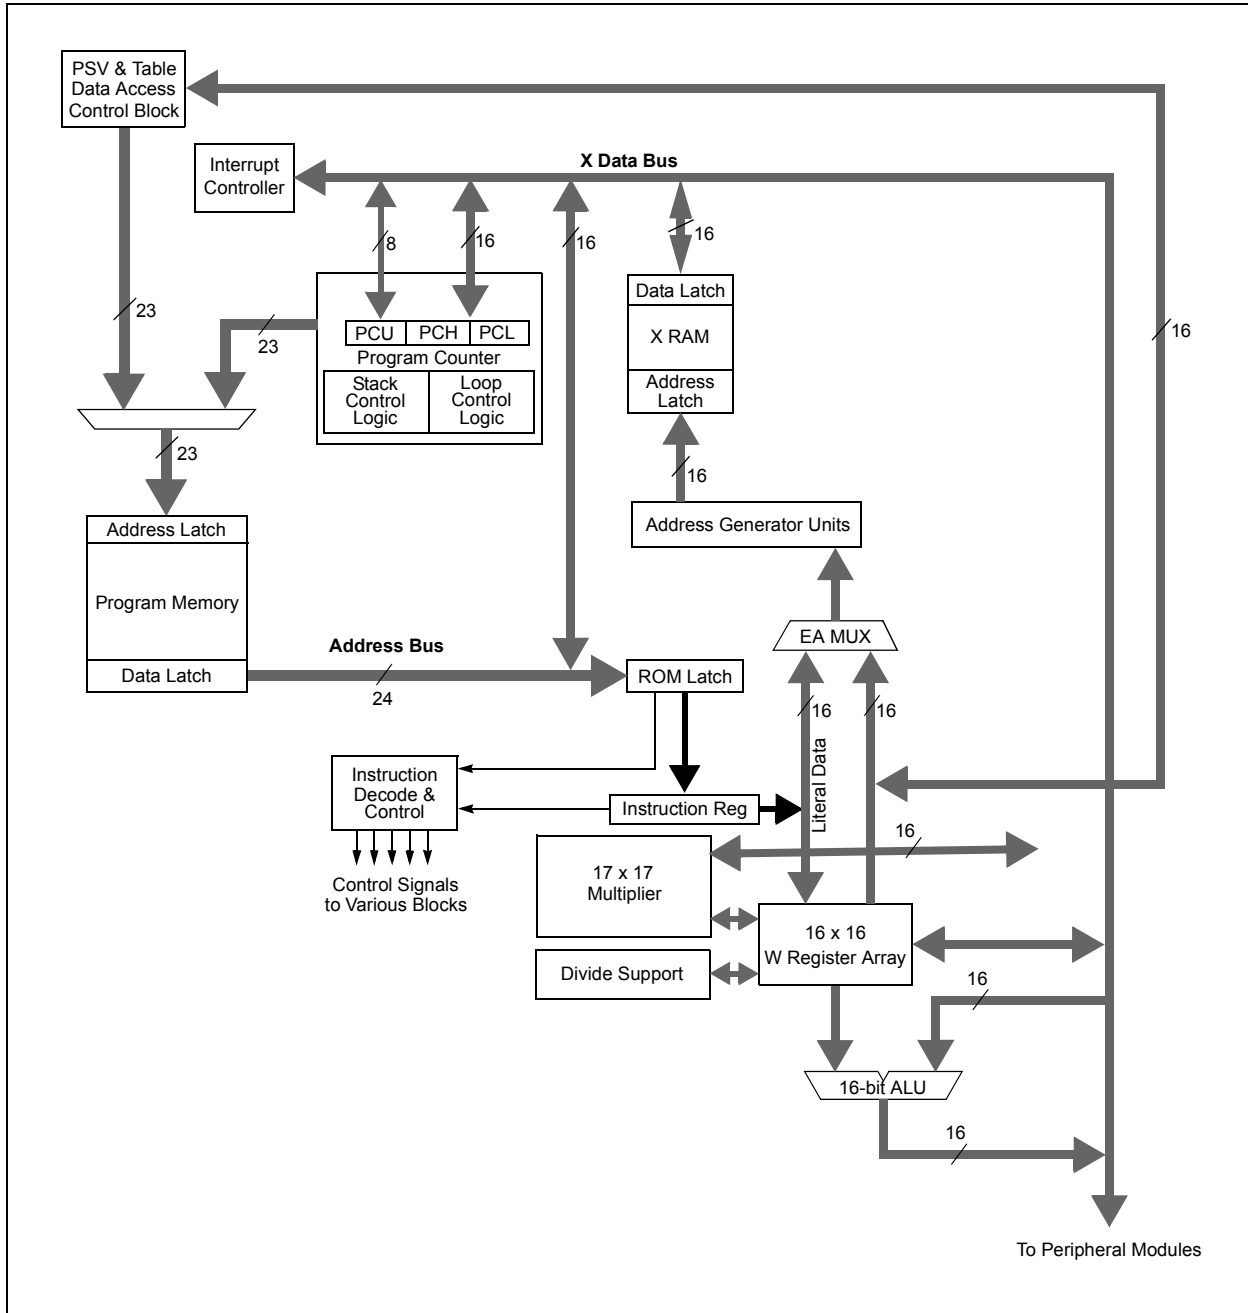 PSV & Table
Data Access
Control Block
Interrupt
Controller
X Data Bus
8
16
16
16
23
23
16
PCU
PCH
PCL
Program Counter
Stack
Control
Logic
Loop
Control
Logic
Data Latch
X RAM
Address
Latch
23
16
Address Latch
Program Memory
Data Latch
Address Generator Units
EA MUX
Address Bus
24
ROM Latch
16
16
Literal Data
Instruction
Decode &
Control
Instruction Reg
Control Signals
to Various Blocks
16
17 x 17
Multiplier
16 x 16
W Register Array
Divide Support
16
16-bit ALU
16
To Peripheral Modules